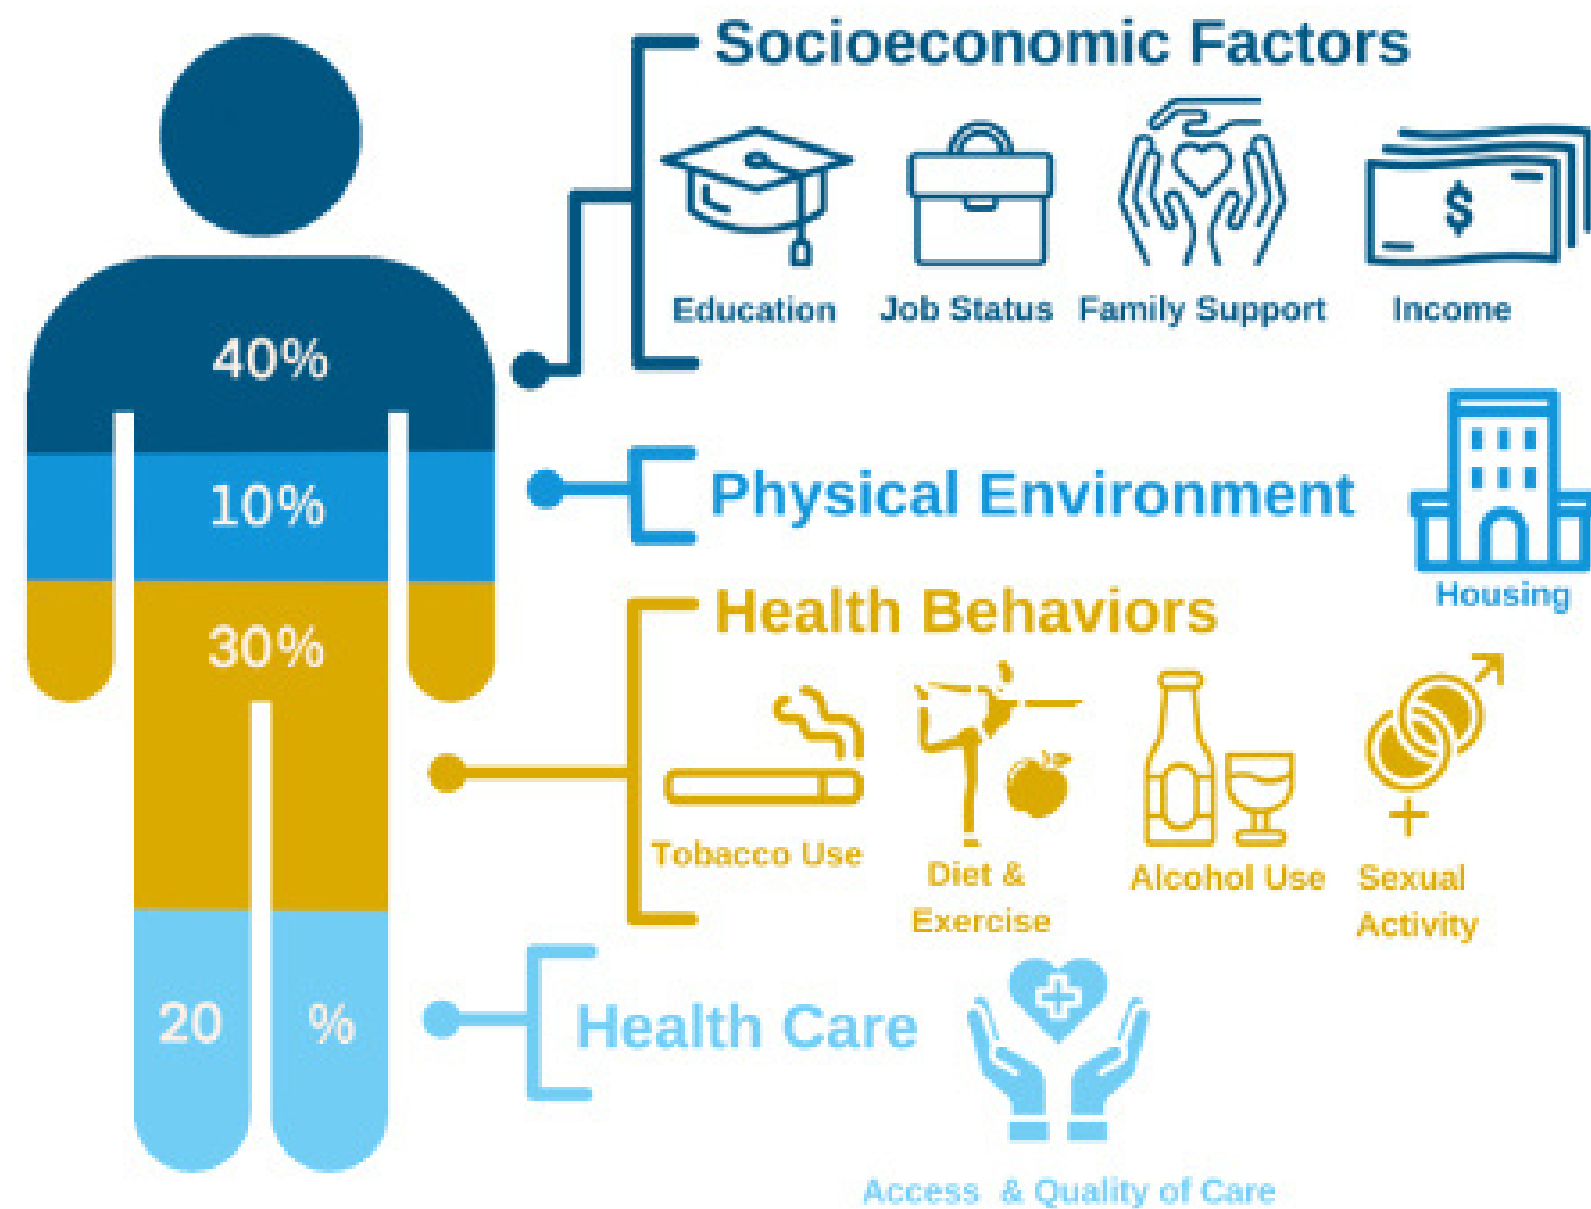 Socioeconomic Factors
$
Education Job Status Family Support Income
40%
10%
Physical Environment
Housing
Health Behaviors
30%
Tobacco Use
Diet &
Exercise
Alcohol Use
Sexual
Activity
20 %
Health Care
Access & Quality of Care